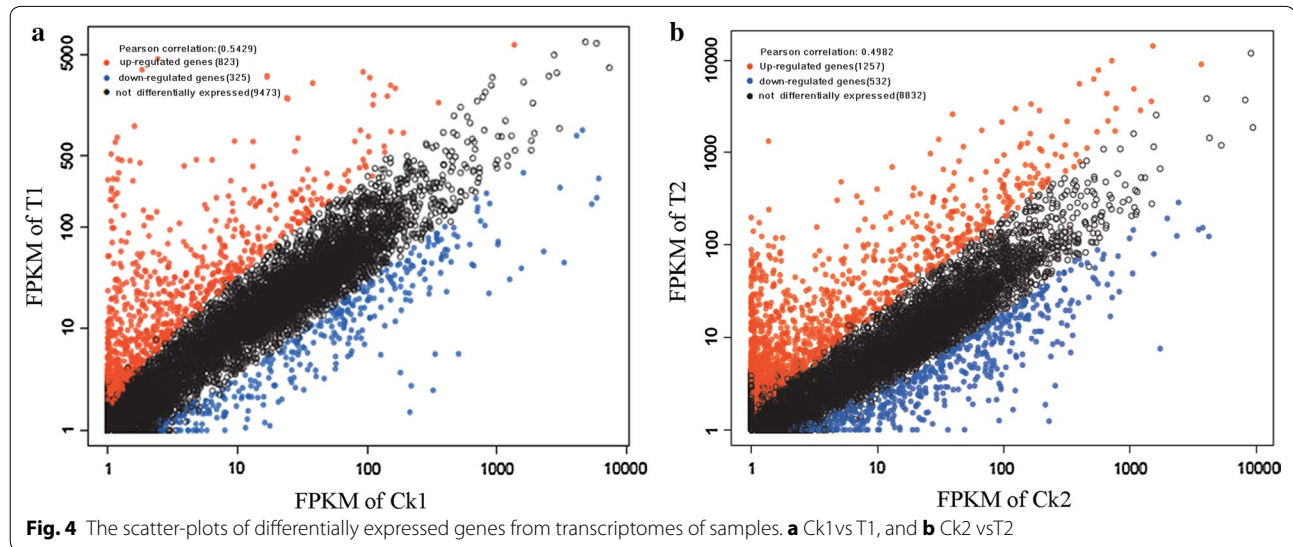 a
Pearson correlation:(0.5429)
up-regulated genes(823)
down-regulated genes(325)
not differentially expressed(9473)
5000
500
100
10
1
FPKM of T1
1 10 100 1000 10000
FPKM of Ck1
b
Pearson correlation: 0.4982
Up-regulated genes(1257)
down-regulated genes(532)
not differentially expressed(8832)
10000
1000
100
10
1
FPKM of T2
1 10 100 1000 10000
FPKM of Ck2
Fig. 4 The scatter-plots of differentially expressed genes from transcriptomes of samples. a Ck1vs T1, and b Ck2 vsT2